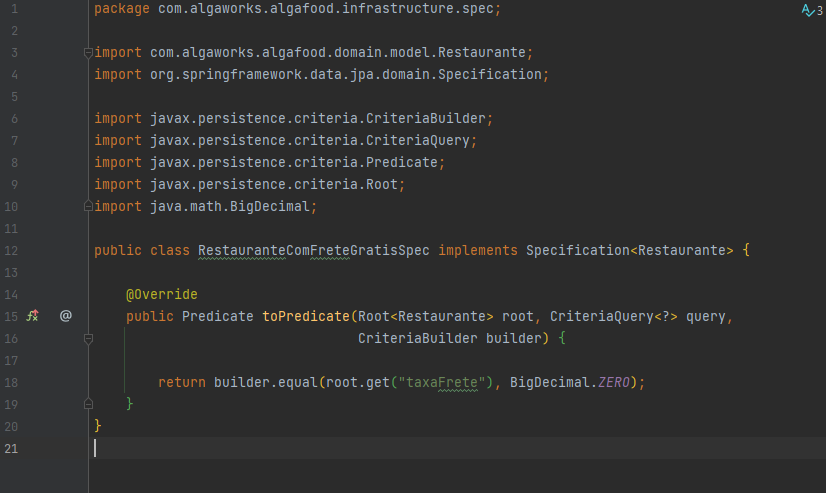 1 package com.algaworks.algafood.infrastructure.spec; 3
2
3 import com.algaworks.algafood.domain.model.Restaurante;
4 import org.springframework.data.jpa.domain.Specification;
5
6 import javax.persistence.criteria.CriteriaBuilder;
7 import javax.persistence.criteria.CriteriaQuery;
8 import javax.persistence.criteria.Predicate;
9 import javax.persistence.criteria.Root;
10 import java.math.BigDecimal;
11
12 public class RestauranteComFreteGratisSpec implements Specification<Restaurante> {
13
14 @Override
15 @ public Predicate toPredicate(Root<Restaurante> root, CriteriaQuery<?> query,
16 CriteriaBuilder builder) {
17
18 return builder.equal(root.get("taxaFrete"), BigDecimal.ZERO);
19 }
20 }
21